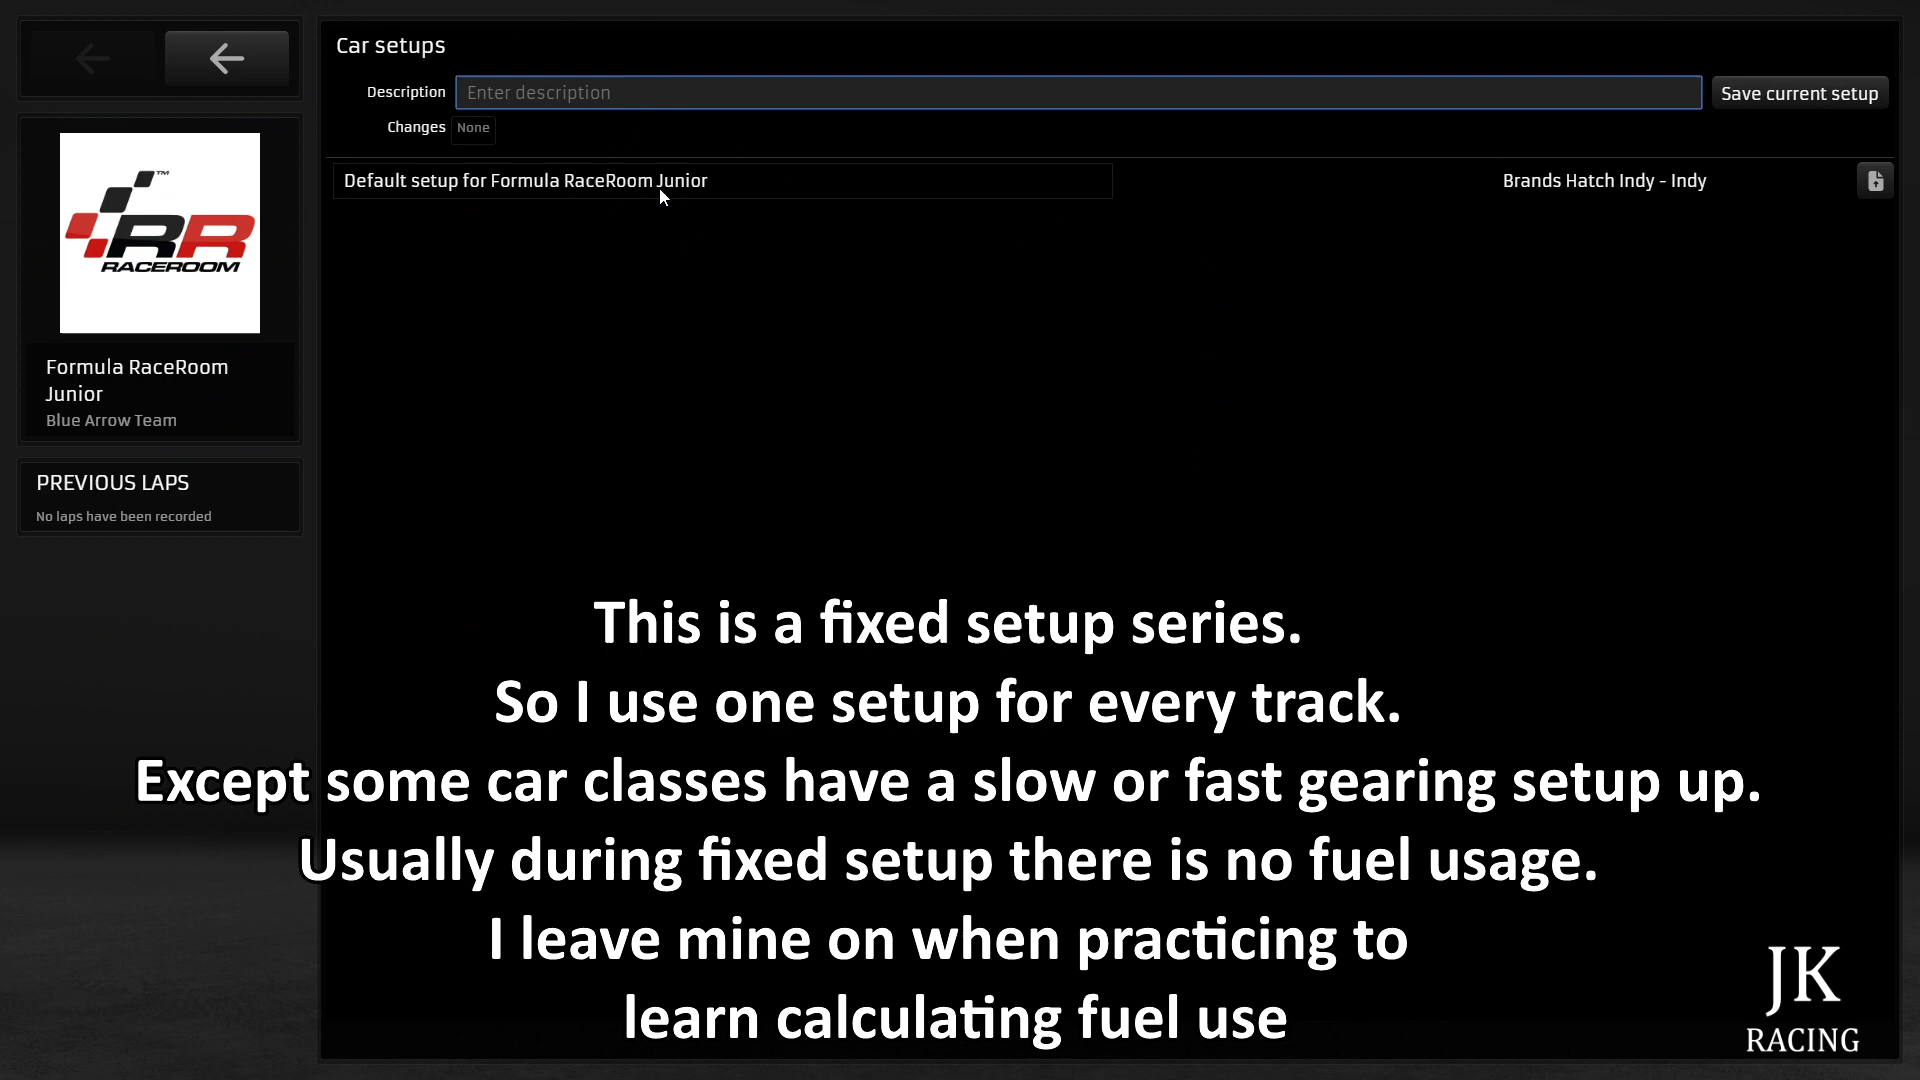 Car setups
Description Enter description Save current setup
Changes None
Default setup for Formula RaceRoom Junior Brands Hatch Indy - Indy
RR™
RACEROOM
Formula RaceRoom
Junior
Blue Arrow Team
PREVIOUS LAPS
No laps have been recorded
This is a fixed setup series.
So I use one setup for every track.
Except some car classes have a slow or fast gearing setup up.
Usually during fixed setup there is no fuel usage.
I leave mine on when practicing to
learn calculating fuel use
JK
RACING